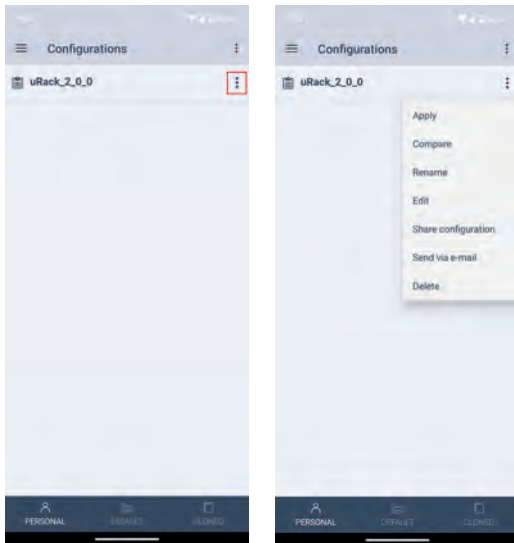 Configurations
uRack_2_0_0
PERSONAL
DEFAULT
CLONED
Configurations
uRack_2_0_0
Apply
Compare
Rename
Edit
Share configuration
Send via e-mail
Delete
PERSONAL
DEFAULT
CLONED